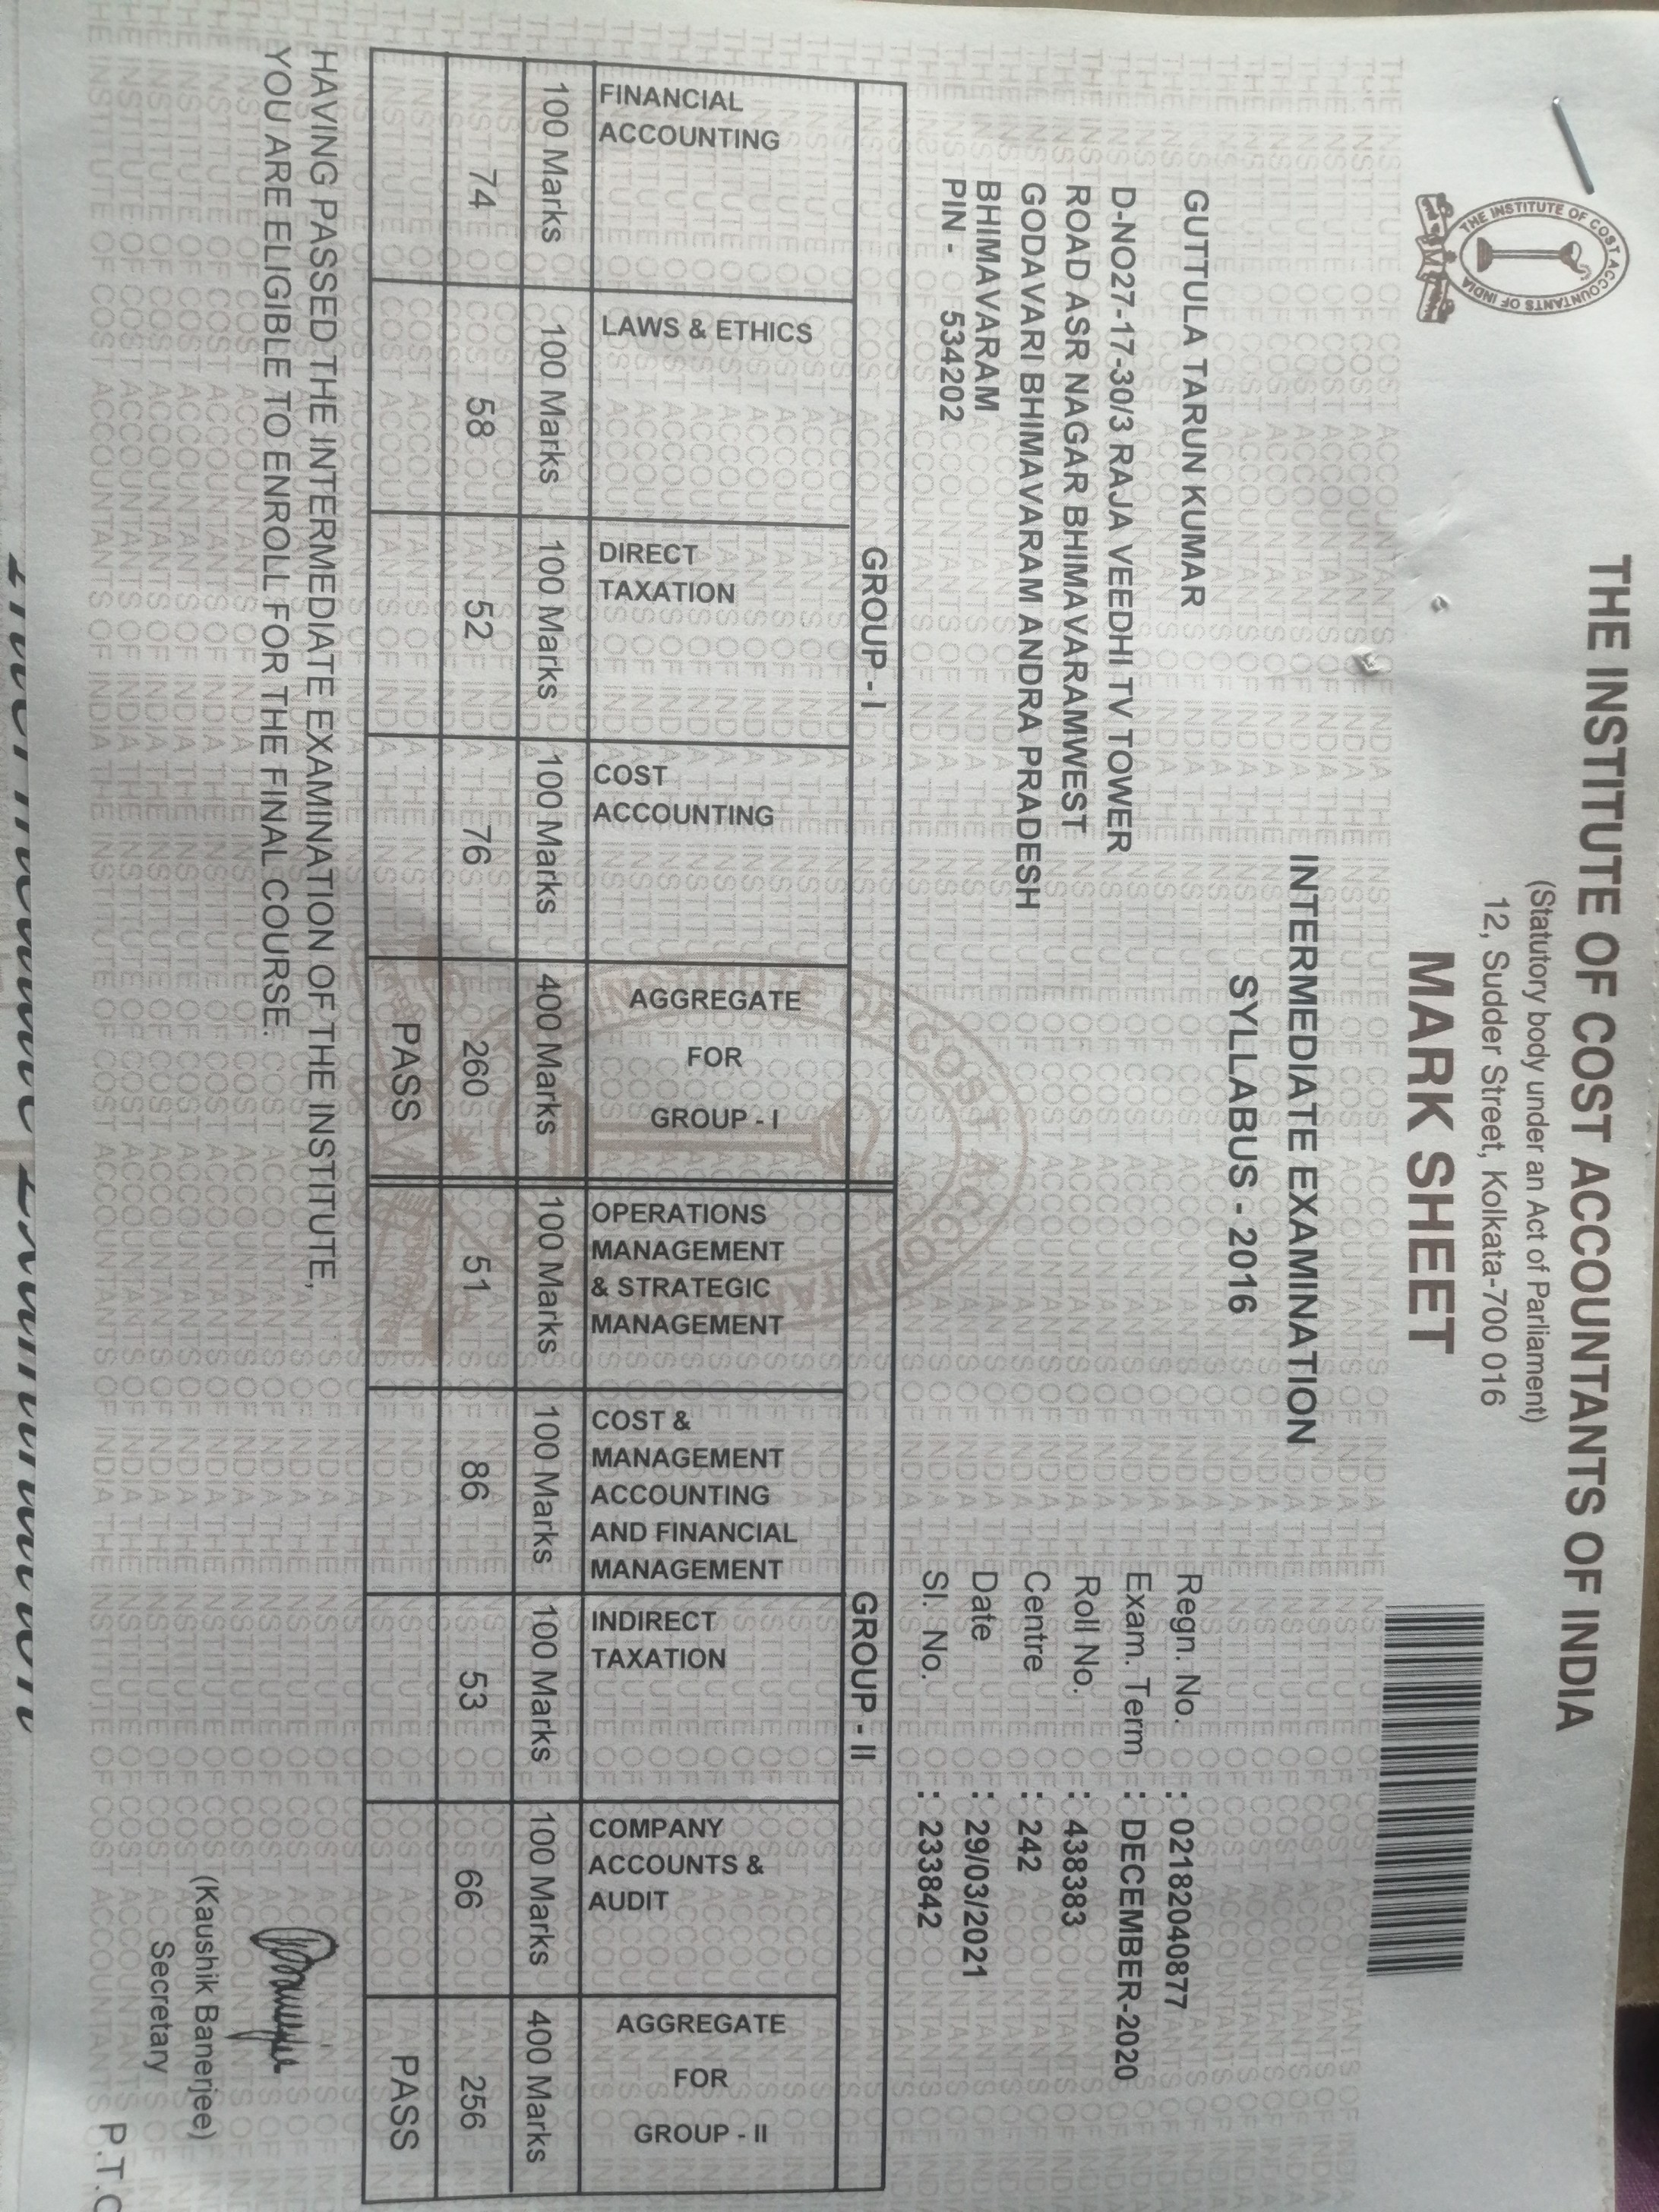 THE INSTITUTE OF COST ACCOUNTANTS OF INDIA
THE INSTITUTE OF COST ACCOUNTANTS OF INDIA
(Statutory body under an Act of Parliament)
12, Sudder Street, Kolkata-700 016
MARK SHEET
INTERMEDIATE EXAMINATION
SYLLABUS - 2016
GUTTULA TARUN KUMAR
D-NO27-17-30/3 RAJA VEEDHI TV TOWER
ROAD ASR NAGAR BHIMAVARAMWEST
GODAVARI BHIMAVARAM ANDRA PRADESH
BHIMAVARAM
PIN - 534202
Regn. No. : 02182040877
Exam. Term : DECEMBER-2020
Roll No. : 438383
Centre : 242
Date : 29/03/2021
Sl. No. : 233842
GROUP - I GROUP - II
FINANCIAL ACCOUNTING
LAWS & ETHICS
DIRECT TAXATION
COST ACCOUNTING
AGGREGATE FOR GROUP - I
OPERATIONS MANAGEMENT & STRATEGIC MANAGEMENT
COST & MANAGEMENT ACCOUNTING AND FINANCIAL MANAGEMENT
INDIRECT TAXATION
COMPANY ACCOUNTS & AUDIT
AGGREGATE FOR GROUP - II
100 Marks 100 Marks 100 Marks 100 Marks 400 Marks 100 Marks 100 Marks 100 Marks 100 Marks 400 Marks
74 58 52 76 260 51 86 53 66 256
PASS PASS
HAVING PASSED THE INTERMEDIATE EXAMINATION OF THE INSTITUTE,
YOU ARE ELIGIBLE TO ENROLL FOR THE FINAL COURSE.
(Kaushik Banerjee)
Secretary
P.T.O